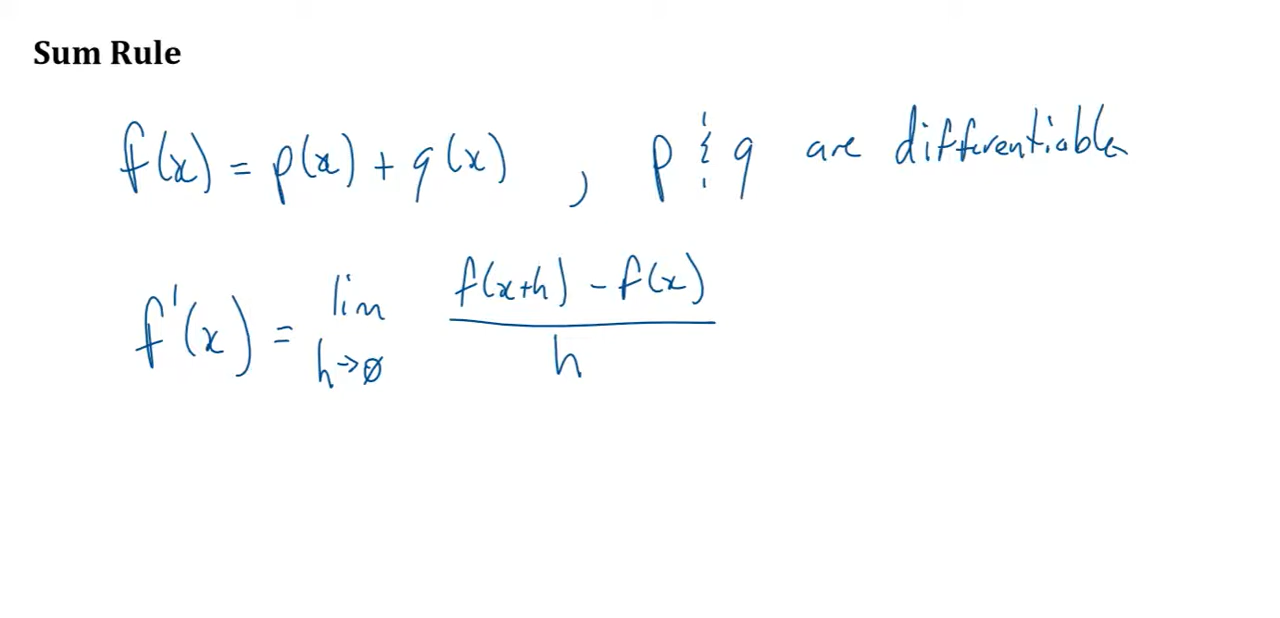 Sum Rule
f(x) = p(x) + q(x) , p & q are differentiable
f'(x) = lim h→0 f(x+h) - f(x) / h